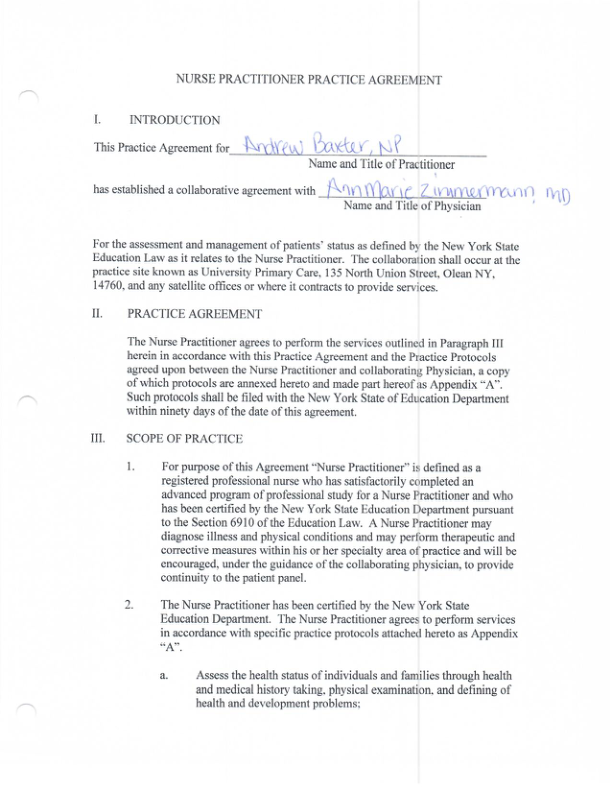 NURSE PRACTITIONER PRACTICE AGREEMENT
I. INTRODUCTION
This Practice Agreement for Andrew Baxter, NP
Name and Title of Practitioner
has established a collaborative agreement with AnnMarie Zimmermann, MD
Name and Title of Physician
For the assessment and management of patients' status as defined by the New York State
Education Law as it relates to the Nurse Practitioner. The collaboration shall occur at the
practice site known as University Primary Care, 135 North Union Street, Olean NY,
14760, and any satellite offices or where it contracts to provide services.
II. PRACTICE AGREEMENT
The Nurse Practitioner agrees to perform the services outlined in Paragraph III
herein in accordance with this Practice Agreement and the Practice Protocols
agreed upon between the Nurse Practitioner and collaborating Physician, a copy
of which protocols are annexed hereto and made part hereof as Appendix “A”.
Such protocols shall be filed with the New York State of Education Department
within ninety days of the date of this agreement.
III. SCOPE OF PRACTICE
1. For purpose of this Agreement “Nurse Practitioner” is defined as a
registered professional nurse who has satisfactorily completed an
advanced program of professional study for a Nurse Practitioner and who
has been certified by the New York State Education Department pursuant
to the Section 6910 of the Education Law. A Nurse Practitioner may
diagnose illness and physical conditions and may perform therapeutic and
corrective measures within his or her specialty area of practice and will be
encouraged, under the guidance of the collaborating physician, to provide
continuity to the patient panel.
2. The Nurse Practitioner has been certified by the New York State
Education Department. The Nurse Practitioner agrees to perform services
in accordance with specific practice protocols attached hereto as Appendix
“A”.
a. Assess the health status of individuals and families through health
and medical history taking, physical examination, and defining of
health and development problems;